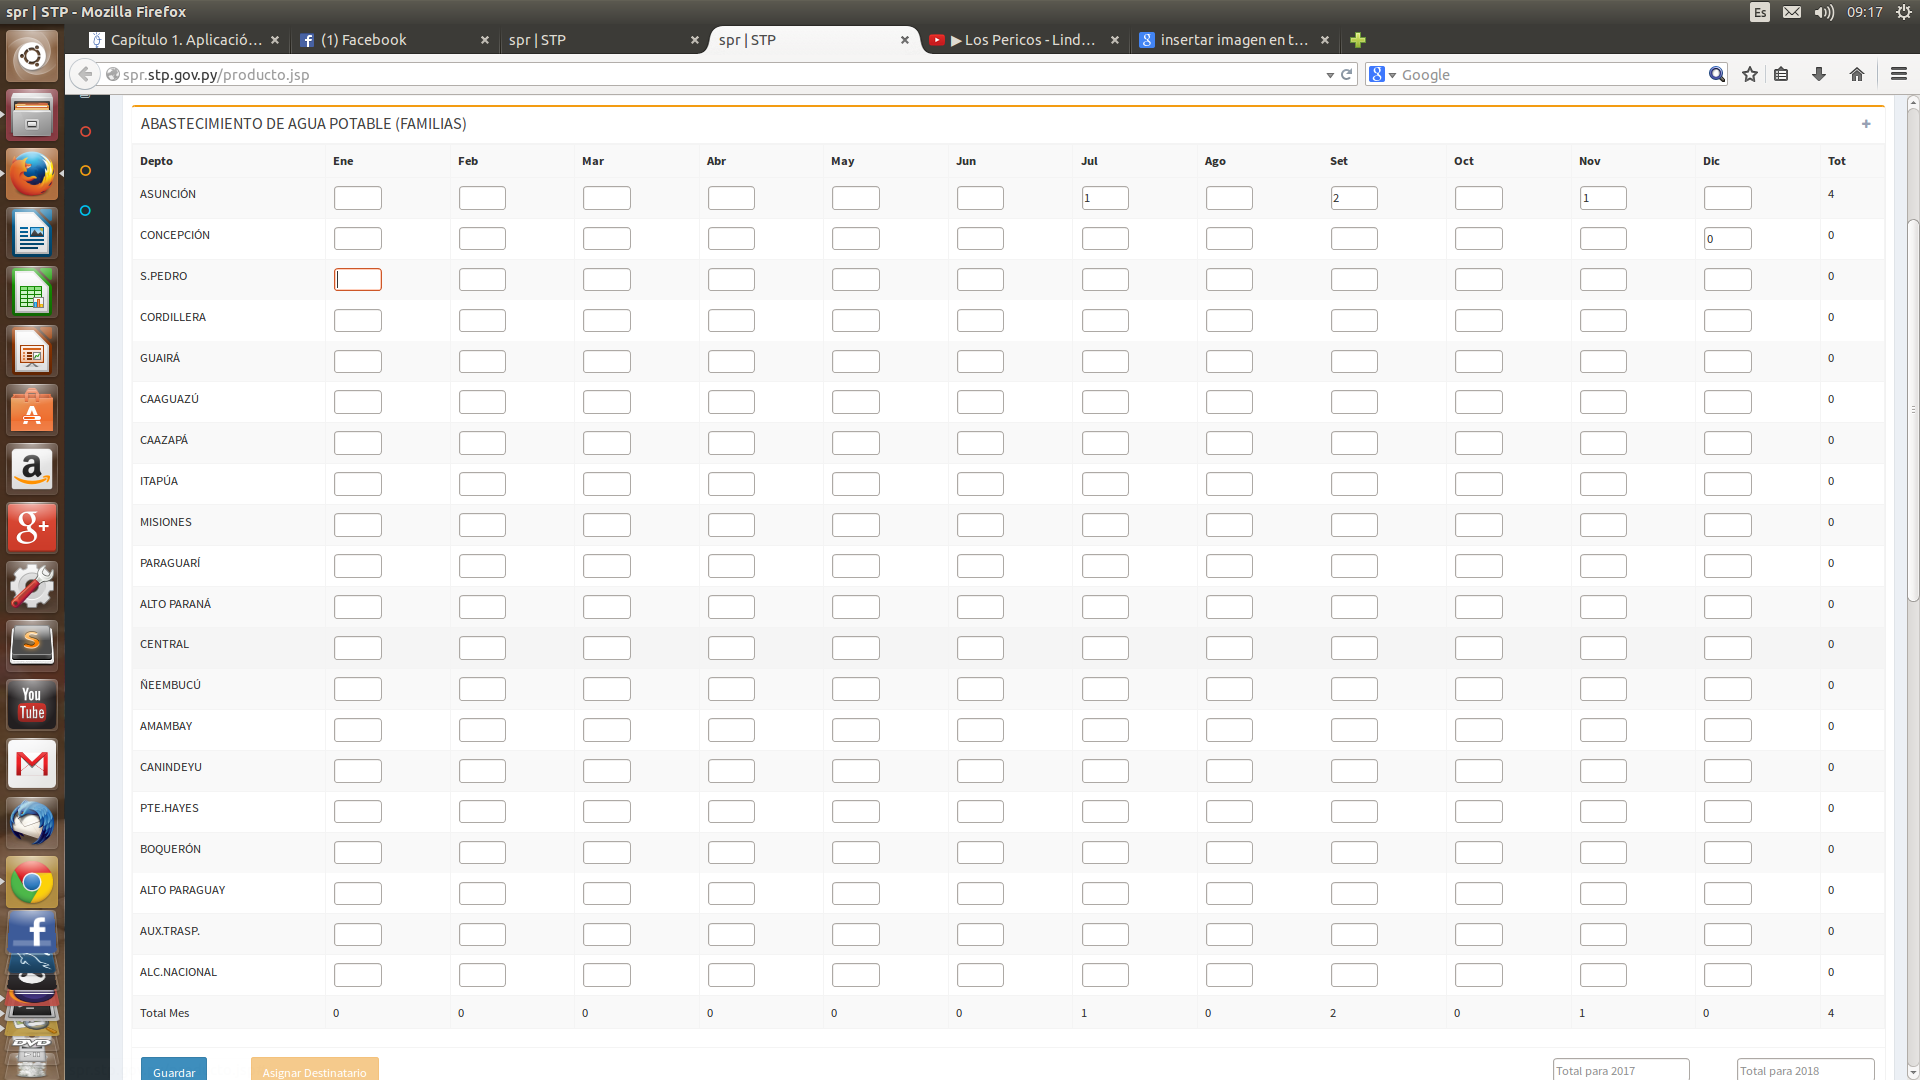 spr | STP - Mozilla Firefox
Es
09:17
Capítulo 1. Aplicació...
(1) Facebook
spr | STP
spr | STP
▶ Los Pericos - Lind...
insertar imagen en t...
spr.stp.gov.py/producto.jsp
Google
ABASTECIMIENTO DE AGUA POTABLE (FAMILIAS)
Depto Ene Feb Mar Abr May Jun Jul Ago Set Oct Nov Dic Tot
ASUNCIÓN 1 2 1 4
CONCEPCIÓN 0 0
S.PEDRO 0
CORDILLERA 0
GUAIRÁ 0
CAAGUAZÚ 0
CAAZAPÁ 0
ITAPÚA 0
MISIONES 0
PARAGUARÍ 0
ALTO PARANÁ 0
CENTRAL 0
ÑEEMBUCÚ 0
AMAMBAY 0
CANINDEYU 0
PTE.HAYES 0
BOQUERÓN 0
ALTO PARAGUAY 0
AUX.TRASP. 0
ALC.NACIONAL 0
Total Mes 0 0 0 0 0 0 1 0 2 0 1 0 4
Guardar
Asignar Destinatario
Total para 2017
Total para 2018
You
Tube
DVD